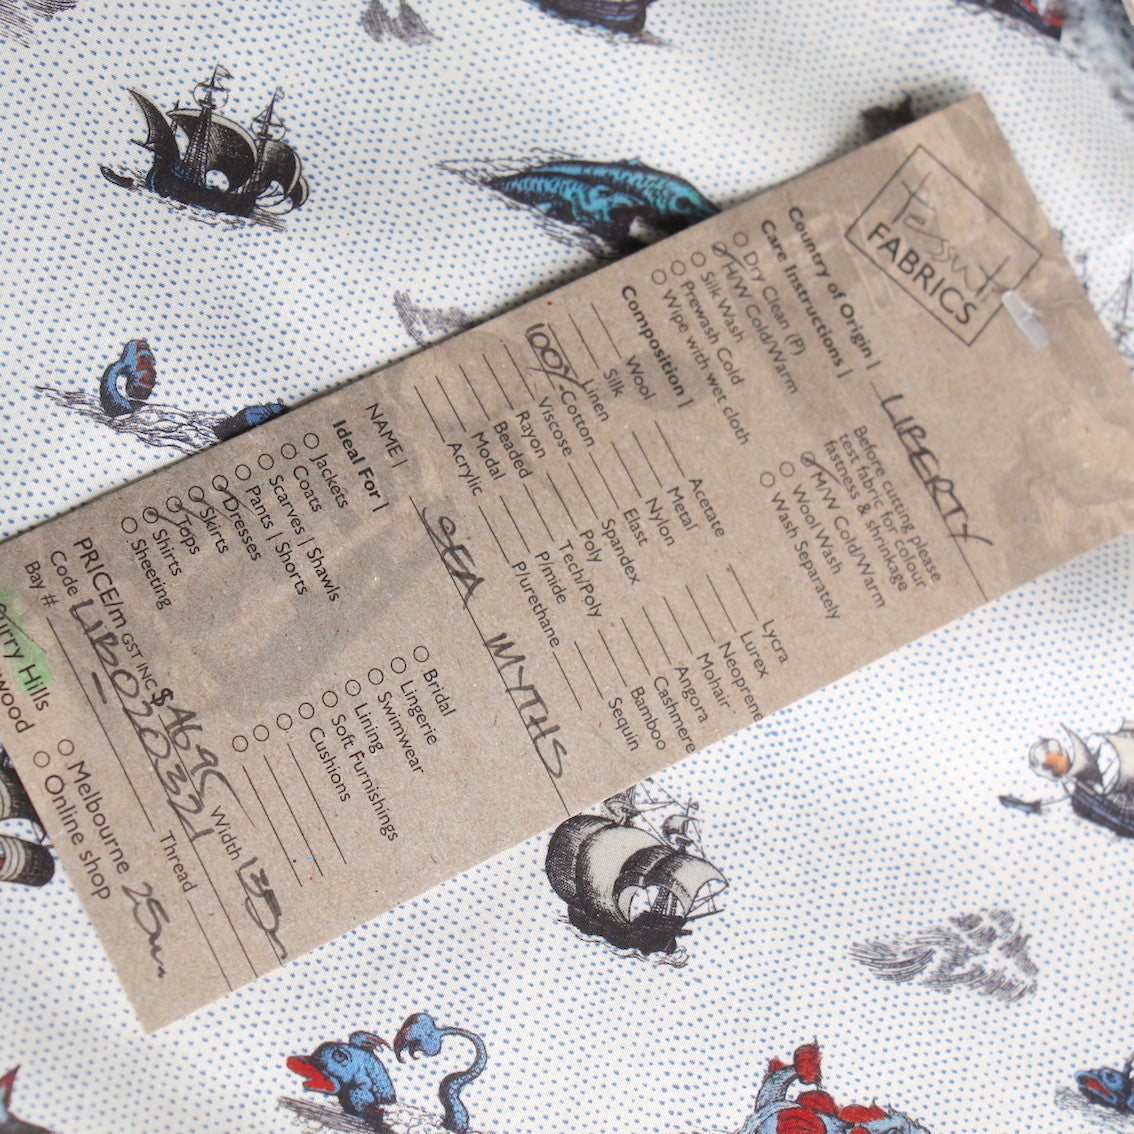 Tessuti
FABRICS
Country of Origin | LIBERTY
Care Instructions |
Before cutting please
test fabric for colour
fastness & shrinkage
Dry Clean (P)
H/W Cold/Warm
Silk Wash
Prewash Cold
Wipe with wet cloth
M/W Cold/Warm
Wool Wash
Wash Separately
Composition |
Wool
Silk
Linen
100% Cotton
Viscose
Rayon
Beaded
Modal
Acrylic
Acetate
Metal
Nylon
Elast
Spandex
Poly
Tech/Poly
P/mide
P/urethane
Lycra
Lurex
Neoprene
Mohair
Angora
Cashmere
Bamboo
Sequin
NAME | SEA MYTHS
Ideal For |
Jackets
Coats
Scarves | Shawls
Pants | Shorts
Dresses
Skirts
Tops
Shirts
Sheeting
Bridal
Lingerie
Swimwear
Lining
Soft Furnishings
Cushions
PRICE/m GST INC $ 46.95 Width 135
Code LIB0203321
Bay # Thread
urry Hills Melbourne 25m
wood Online shop